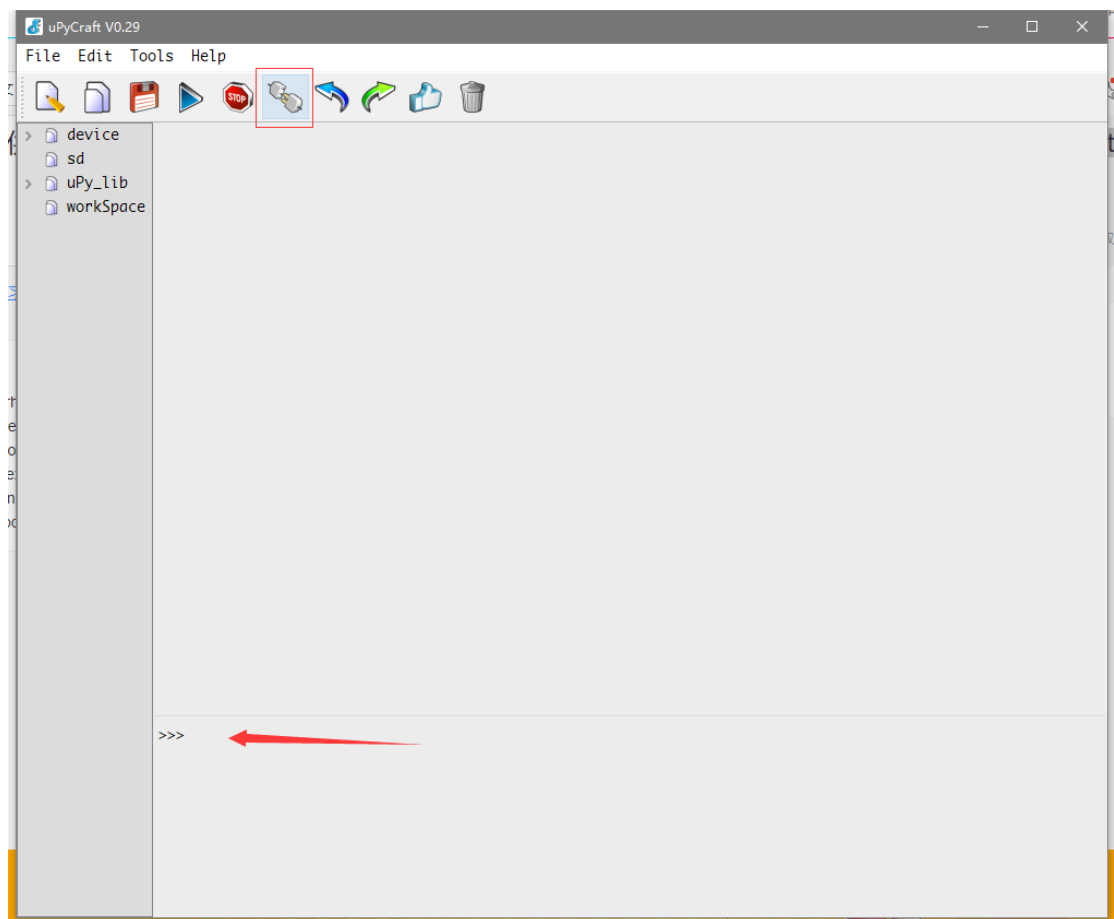 uPyCraft V0.29
File Edit Tools Help
STOP
device
sd
uPy_lib
workSpace
>>>